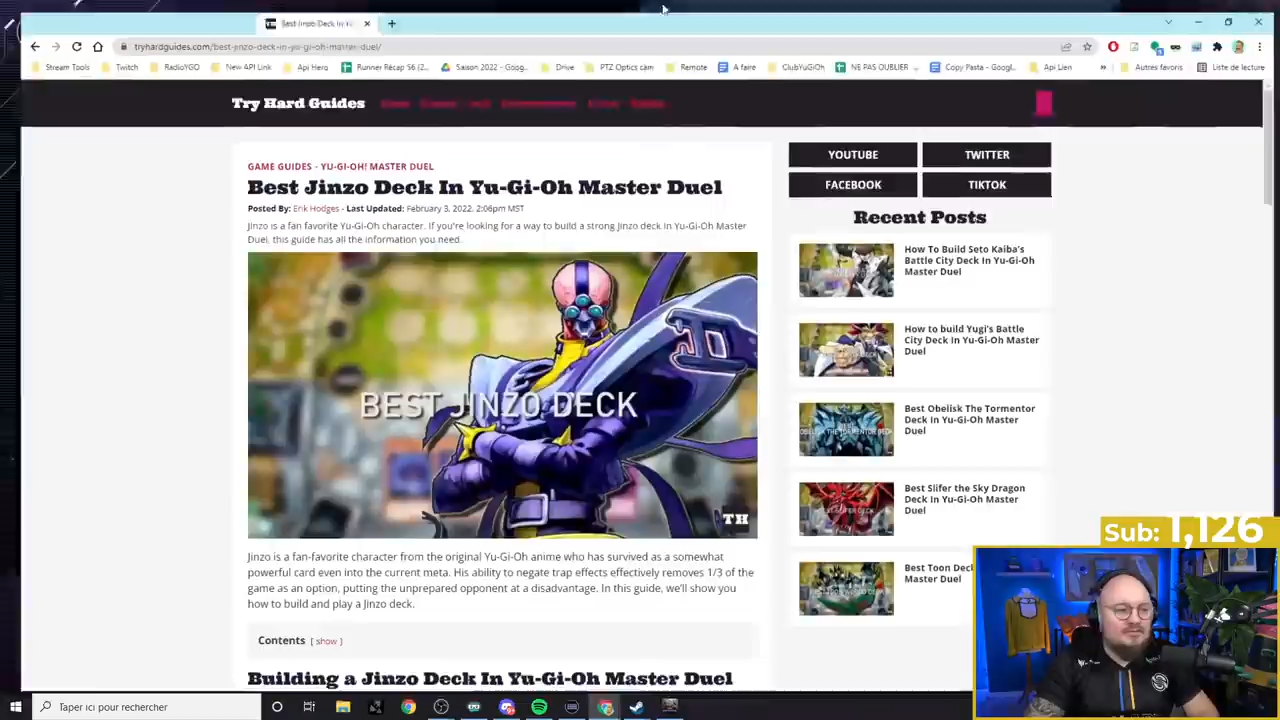 Best Jinzo Deck In Yu
tryhardguides.com/best-jinzo-deck-in-yu-gi-oh-master-duel/
Stream Tools
Twitch
RadioYGO
New API Link
Api Hero
Runner Récap S6 (2...
Saison 2022 - Goog...
Drive
PTZ Optics cam
Remote
A faire
ClubYuGiOh
NE PAS OUBLIER
Copy Pasta - Googl...
Api Lien
Autres favoris
Liste de lecture
Try Hard Guides
GAME GUIDES - YU-GI-OH! MASTER DUEL
Best Jinzo Deck In Yu-Gi-Oh Master Duel
Posted By: Erik Hodges - Last Updated: February 3, 2022, 2:06pm MST
Jinzo is a fan favorite Yu-Gi-Oh character. If you're looking for a way to build a strong Jinzo deck in Yu-Gi-Oh Master
Duel, this guide has all the information you need.
BEST JINZO DECK
TH
Jinzo is a fan-favorite character from the original Yu-Gi-Oh anime who has survived as a somewhat
powerful card even into the current meta. His ability to negate trap effects effectively removes 1/3 of the
game as an option, putting the unprepared opponent at a disadvantage. In this guide, we'll show you
how to build and play a Jinzo deck.
Contents [ show ]
Building a Jinzo Deck In Yu-Gi-Oh Master Duel
YOUTUBE
TWITTER
FACEBOOK
TIKTOK
Recent Posts
How To Build Seto Kaiba's
Battle City Deck In Yu-Gi-Oh
Master Duel
How to build Yugi's Battle
City Deck In Yu-Gi-Oh Master
Duel
Best Obelisk The Tormentor
Deck In Yu-Gi-Oh Master
Duel
Best Slifer the Sky Dragon
Deck In Yu-Gi-Oh Master
Duel
Best Toon Dec
Master Duel
Sub: 1,126
Taper ici pour rechercher